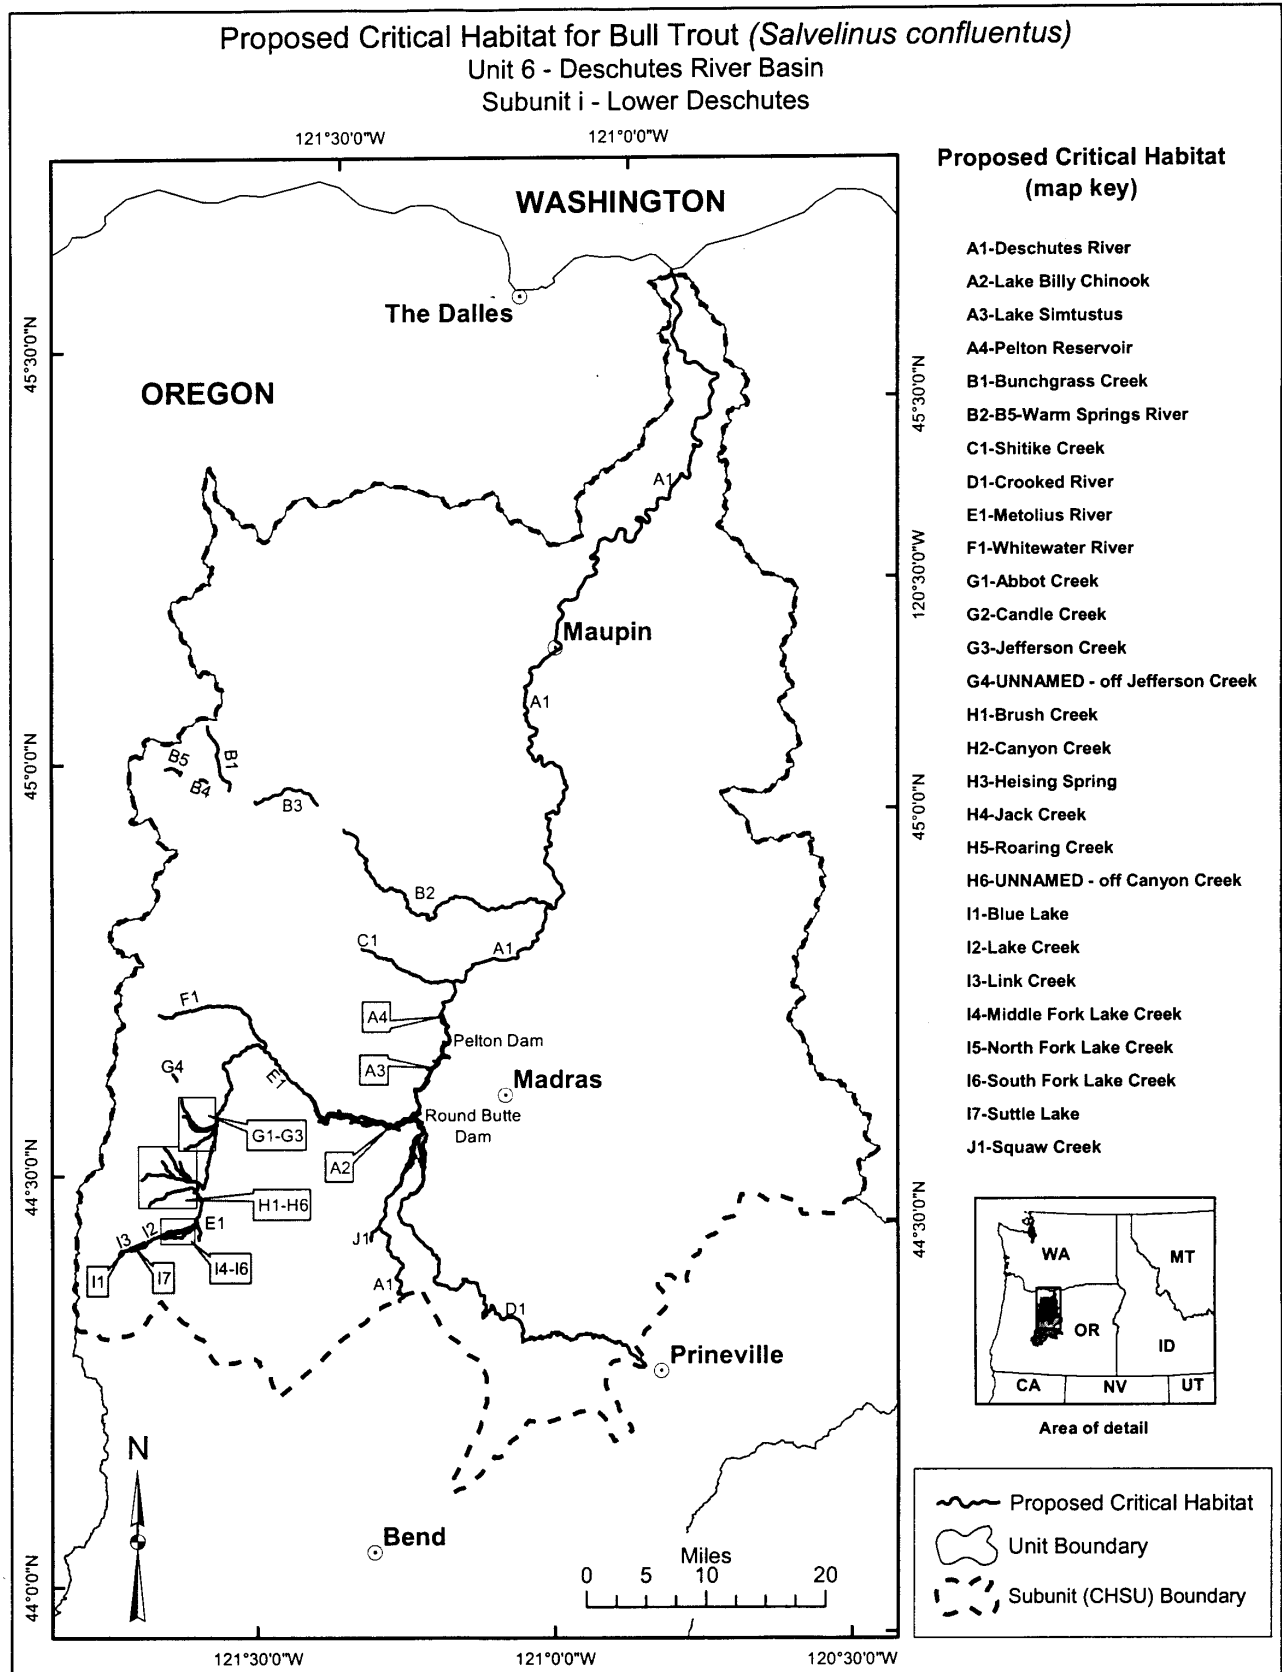 Proposed Critical Habitat for Bull Trout (Salvelinus confluentus)
Unit 6 - Deschutes River Basin
Subunit i - Lower Deschutes
121°30'0"W
121°0'0"W
WASHINGTON
The Dalles
OREGON
45°30'0"N
45°30'0"N
A1
120°30'0"W
Maupin
A1
B5
B4
B1
B3
45°0'0"N
45°0'0"N
B2
C1
A1
F1
A4
Pelton Dam
A3
G4
E1
Madras
Round Butte
Dam
G1-G3
A2
44°30'0"N
44°30'0"N
H1-H6
E1
I2
I3
J1
I1
I7
I4-I6
A1
D1
Prineville
N
Bend
Miles
0 5 10 20
44°0'0"N
121°30'0"W
121°0'0"W
120°30'0"W
Proposed Critical Habitat
(map key)
A1-Deschutes River
A2-Lake Billy Chinook
A3-Lake Simtustus
A4-Pelton Reservoir
B1-Bunchgrass Creek
B2-B5-Warm Springs River
C1-Shitike Creek
D1-Crooked River
E1-Metolius River
F1-Whitewater River
G1-Abbot Creek
G2-Candle Creek
G3-Jefferson Creek
G4-UNNAMED - off Jefferson Creek
H1-Brush Creek
H2-Canyon Creek
H3-Heising Spring
H4-Jack Creek
H5-Roaring Creek
H6-UNNAMED - off Canyon Creek
I1-Blue Lake
I2-Lake Creek
I3-Link Creek
I4-Middle Fork Lake Creek
I5-North Fork Lake Creek
I6-South Fork Lake Creek
I7-Suttle Lake
J1-Squaw Creek
WA
MT
OR
ID
CA
NV
UT
Area of detail
Proposed Critical Habitat
Unit Boundary
Subunit (CHSU) Boundary